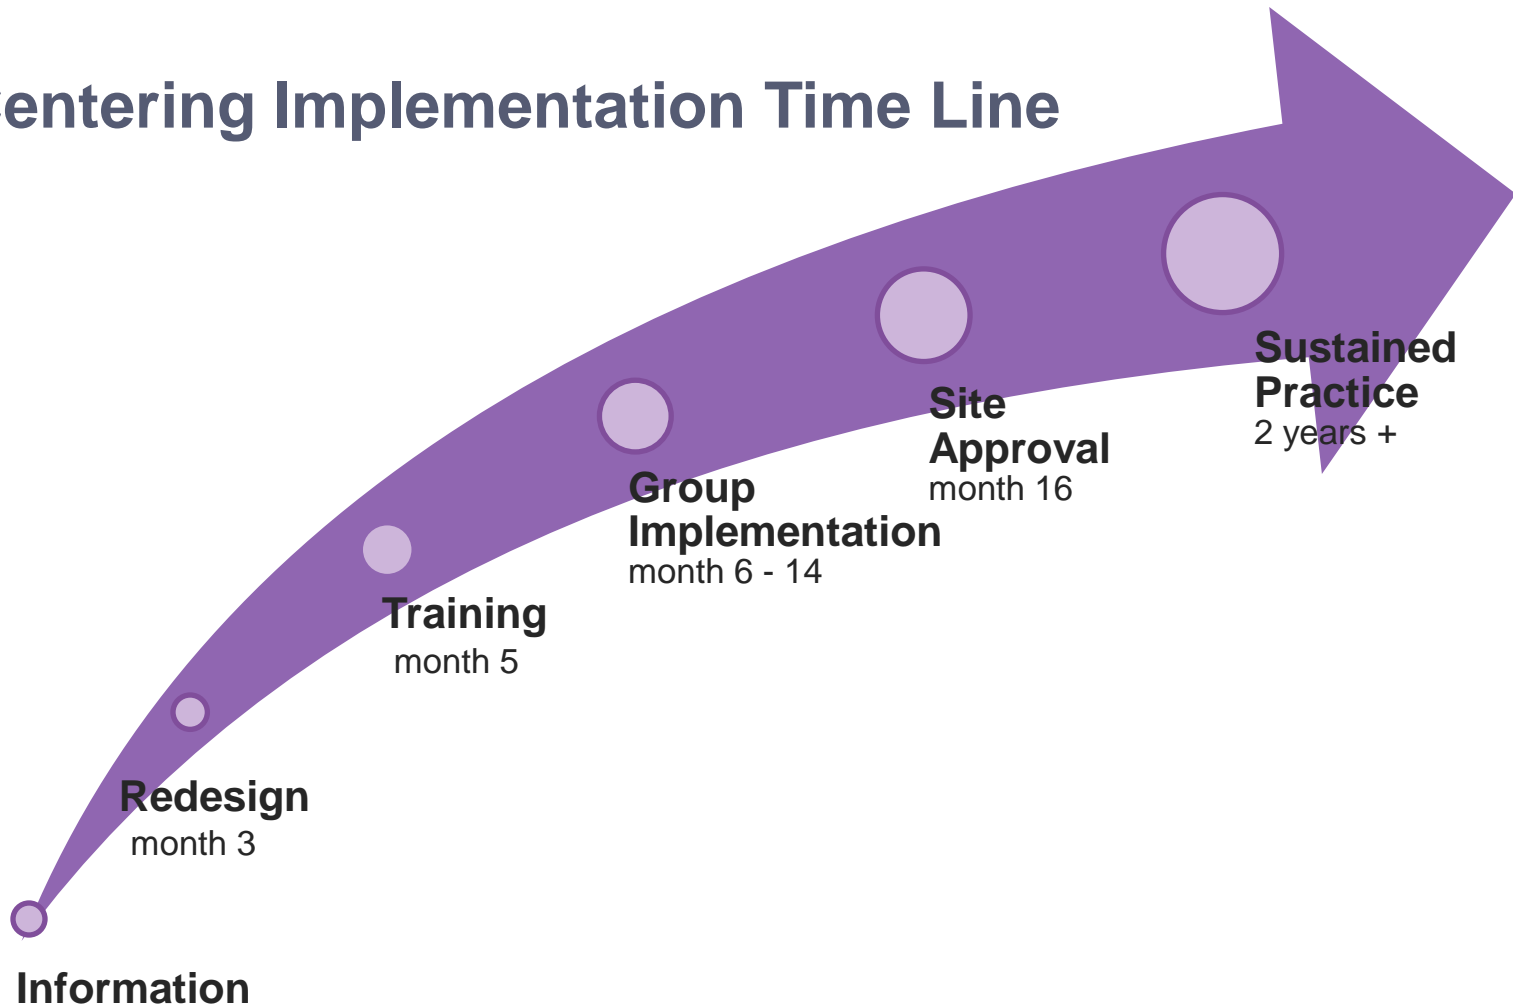 entering Implementation Time Line
Sustained
Practice
2 years +
Site
Approval
month 16
Group
Implementation
month 6 - 14
Training
month 5
Redesign
month 3
Information